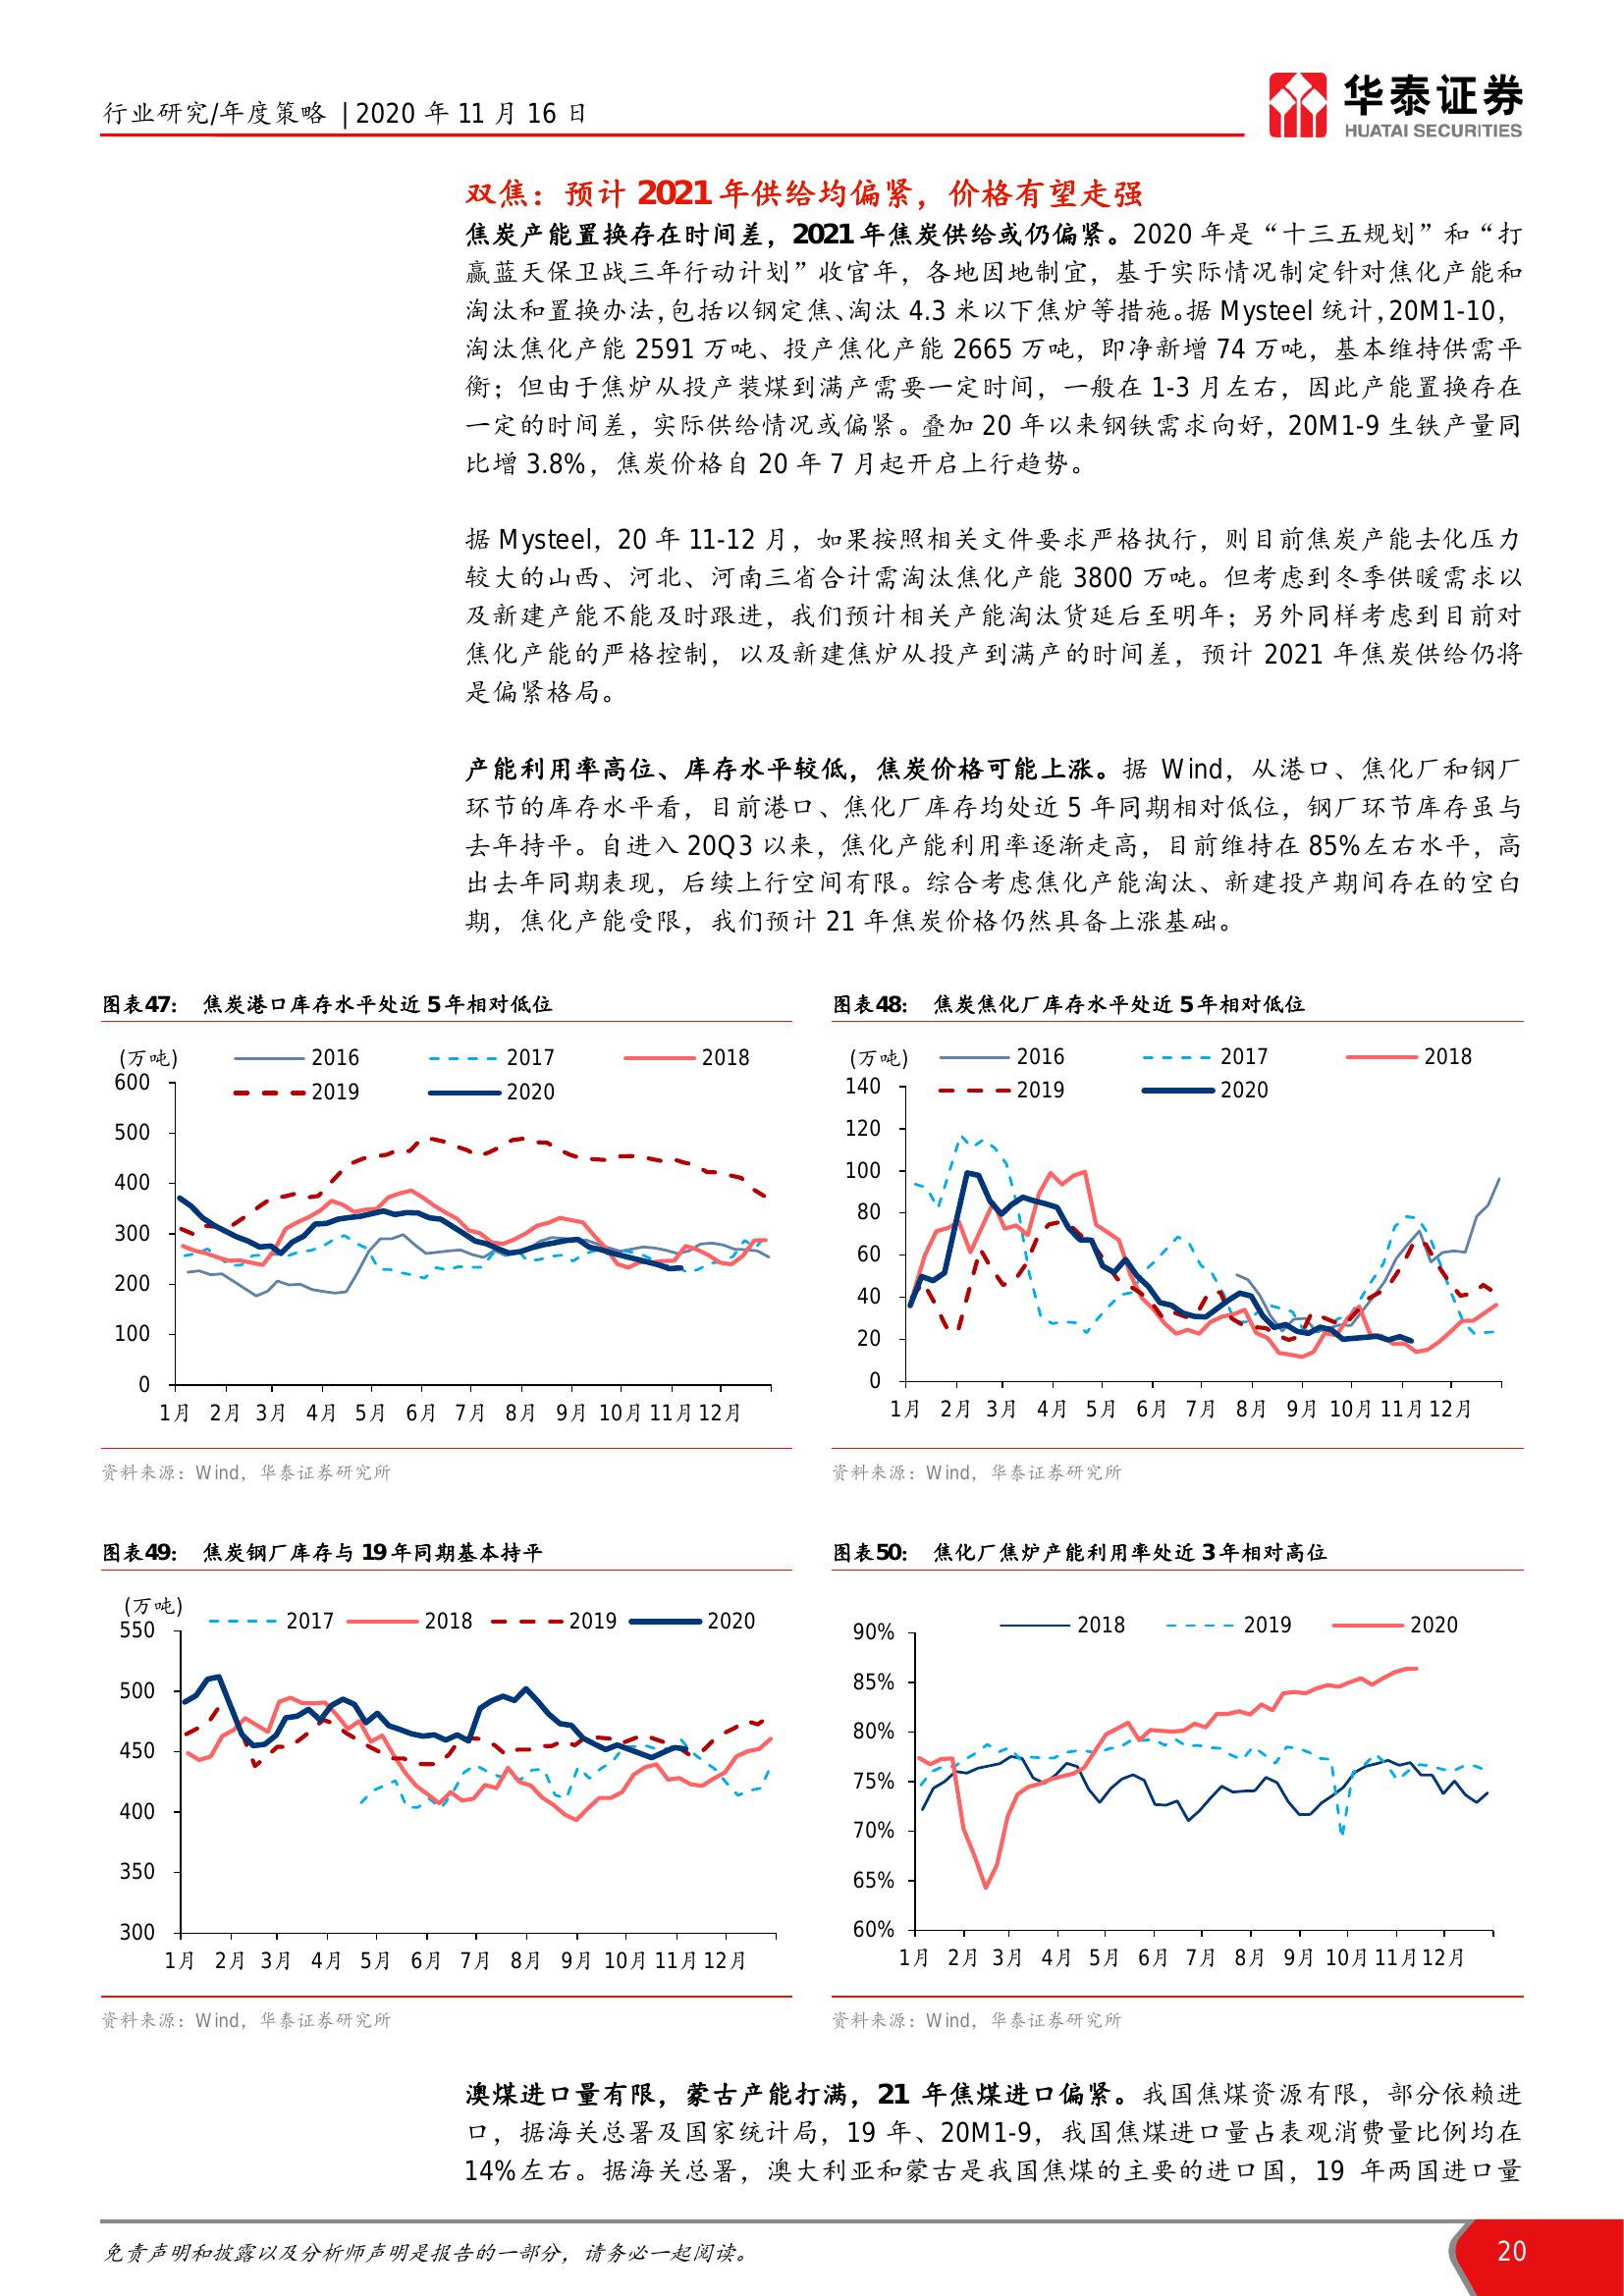 行业研究/年度策略 | 2020 年 11 月 16 日
华泰证券
HUATAI SECURITIES
双焦：预计 2021 年供给均偏紧，价格有望走强
焦炭产能置换存在时间差，2021 年焦炭供给或仍偏紧。2020 年是“十三五规划”和“打
赢蓝天保卫战三年行动计划”收官年，各地因地制宜，基于实际情况制定针对焦化产能和
淘汰和置换办法，包括以钢定焦、淘汰 4.3 米以下焦炉等措施。据 Mysteel 统计，20M1-10，
淘汰焦化产能 2591 万吨、投产焦化产能 2665 万吨，即净新增 74 万吨，基本维持供需平
衡；但由于焦炉从投产装煤到满产需要一定时间，一般在 1-3 月左右，因此产能置换存在
一定的时间差，实际供给情况或偏紧。叠加 20 年以来钢铁需求向好，20M1-9 生铁产量同
比增 3.8%，焦炭价格自 20 年 7 月起开启上行趋势。
据 Mysteel，20 年 11-12 月，如果按照相关文件要求严格执行，则目前焦炭产能去化压力
较大的山西、河北、河南三省合计需淘汰焦化产能 3800 万吨。但考虑到冬季供暖需求以
及新建产能不能及时跟进，我们预计相关产能淘汰货延后至明年；另外同样考虑到目前对
焦化产能的严格控制，以及新建焦炉从投产到满产的时间差，预计 2021 年焦炭供给仍将
是偏紧格局。
产能利用率高位、库存水平较低，焦炭价格可能上涨。据 Wind，从港口、焦化厂和钢厂
环节的库存水平看，目前港口、焦化厂库存均处近 5 年同期相对低位，钢厂环节库存虽与
去年持平。自进入 20Q3 以来，焦化产能利用率逐渐走高，目前维持在 85%左右水平，高
出去年同期表现，后续上行空间有限。综合考虑焦化产能淘汰、新建投产期间存在的空白
期，焦化产能受限，我们预计 21 年焦炭价格仍然具备上涨基础。
图表47： 焦炭港口库存水平处近 5 年相对低位
(万吨)
2016 2017 2018
2019 2020
600
500
400
300
200
100
0
1月 2月 3月 4月 5月 6月 7月 8月 9月 10月 11月 12月
资料来源：Wind，华泰证券研究所
图表48： 焦炭焦化厂库存水平处近 5 年相对低位
(万吨)
2016 2017 2018
2019 2020
140
120
100
80
60
40
20
0
1月 2月 3月 4月 5月 6月 7月 8月 9月 10月 11月 12月
资料来源：Wind，华泰证券研究所
图表49： 焦炭钢厂库存与 19 年同期基本持平
(万吨)
2017 2018 2019 2020
550
500
450
400
350
300
1月 2月 3月 4月 5月 6月 7月 8月 9月 10月 11月 12月
资料来源：Wind，华泰证券研究所
图表50： 焦化厂焦炉产能利用率处近 3 年相对高位
2018 2019 2020
90%
85%
80%
75%
70%
65%
60%
1月 2月 3月 4月 5月 6月 7月 8月 9月 10月 11月 12月
资料来源：Wind，华泰证券研究所
澳煤进口量有限，蒙古产能打满，21 年焦煤进口偏紧。我国焦煤资源有限，部分依赖进
口，据海关总署及国家统计局，19 年、20M1-9，我国焦煤进口量占表观消费量比例均在
14%左右。据海关总署，澳大利亚和蒙古是我国焦煤的主要的进口国，19 年两国进口量
免责声明和披露以及分析师声明是报告的一部分，请务必一起阅读。
20